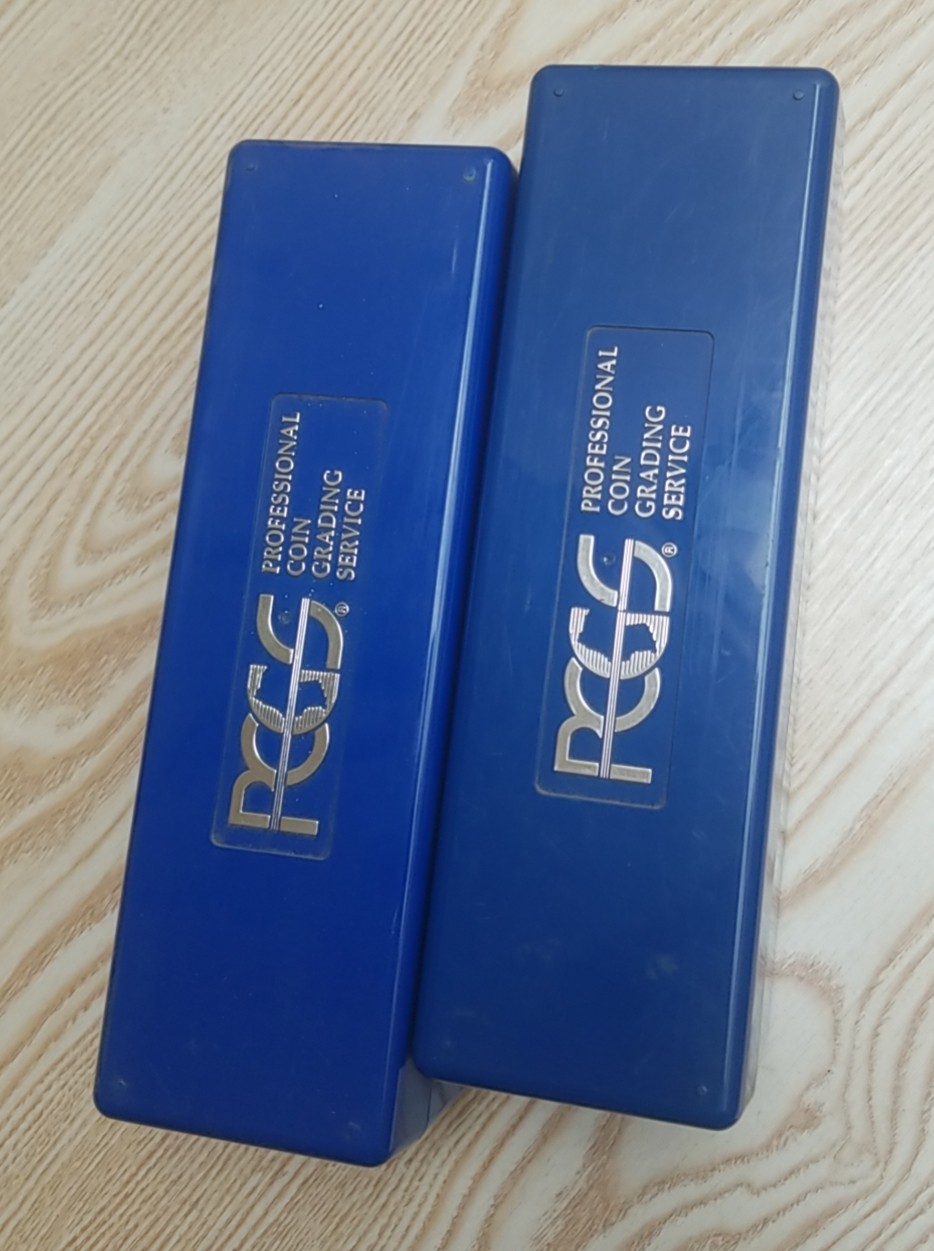 PCGS®
PROFESSIONAL
COIN
GRADING
SERVICE
PCGS®
PROFESSIONAL
COIN
GRADING
SERVICE